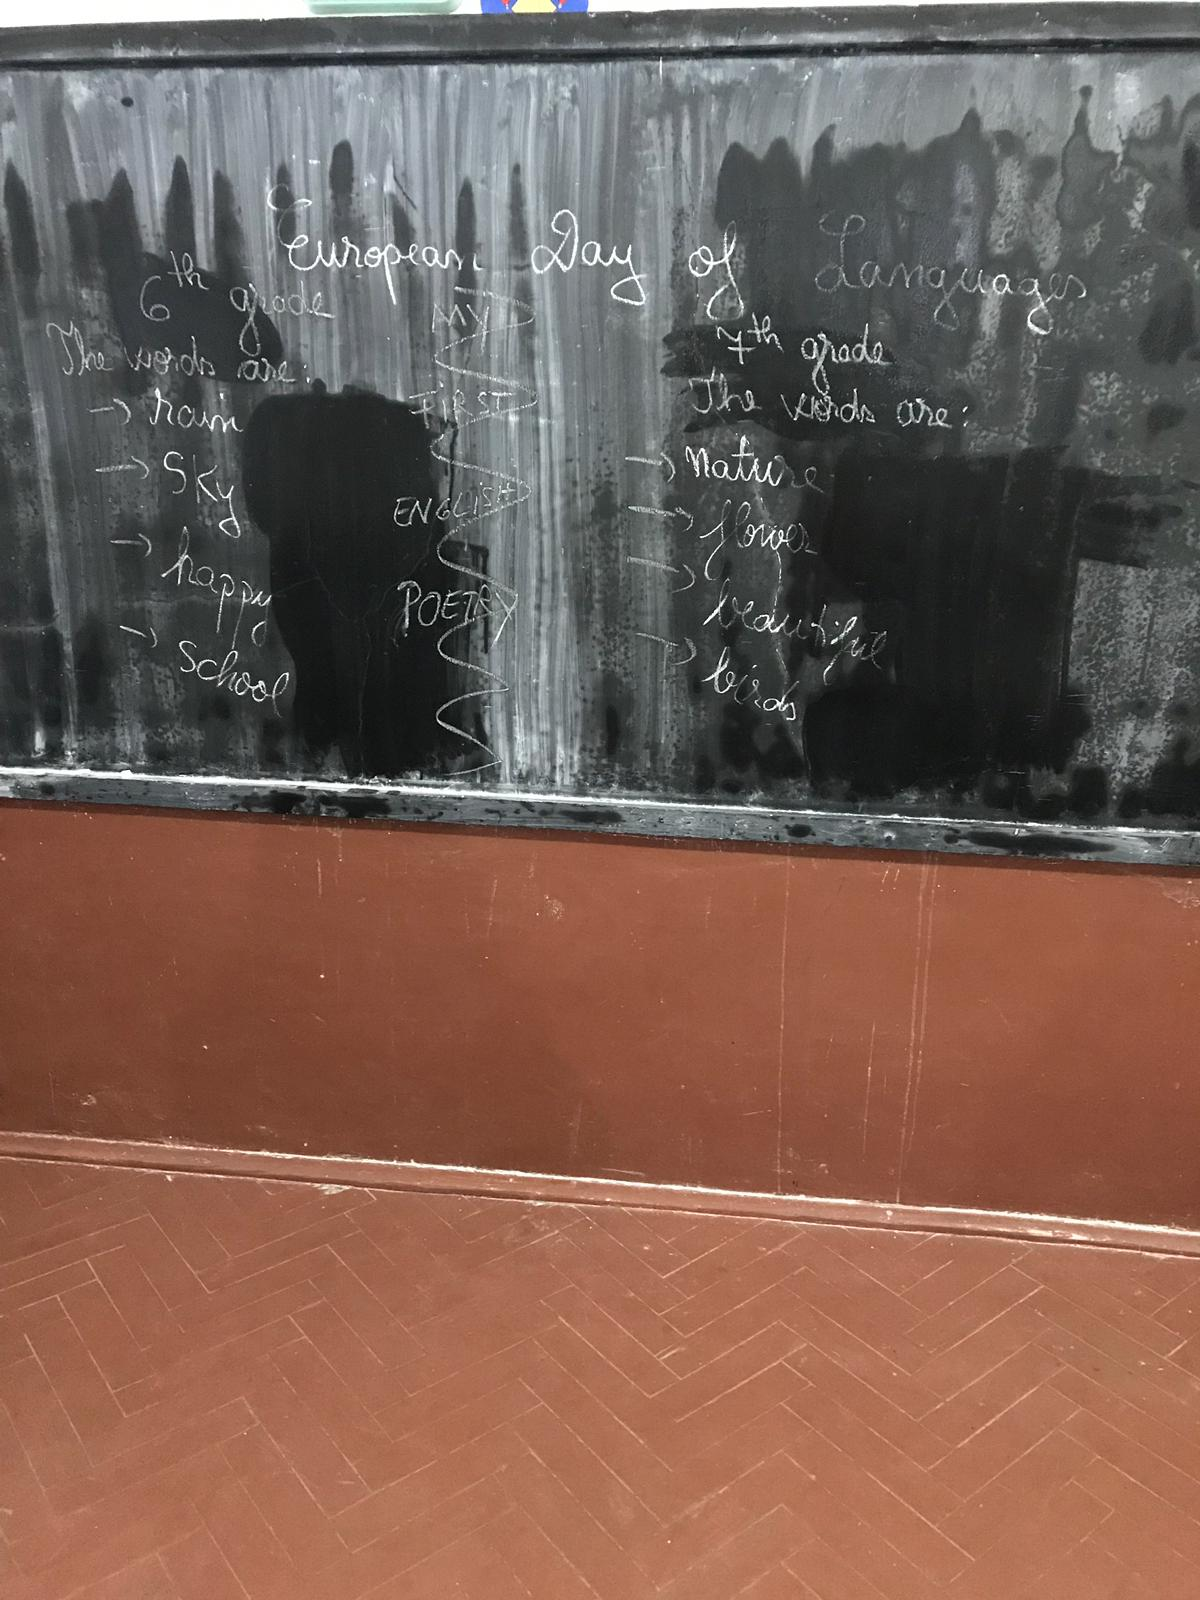 European Day of Languages
6th grade
The words are:
→ rain
→ Sky
→ happy
→ School
MY
FIRST
ENGLISH
POETRY
7th grade
The words are:
→ nature
→ flower
→ beautiful
→ birds